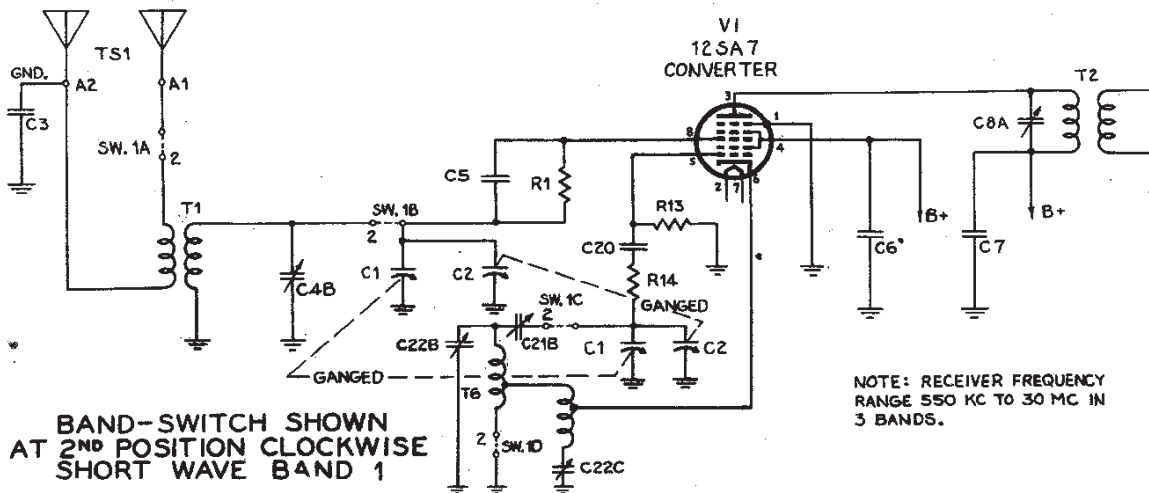 V1
12SA7
CONVERTER
TS1
T2
GND.
A2
A1
3
1
C3
C8A
SW. 1A
8
4
2
5
C5
R1
2
7
6
T1
SW. 1B
R13
B+
B+
2
C20
C6
C7
C1
C2
R14
C4B
SW.1C
GANGED
2
C22B
C21B
C1
C2
GANGED
T6
NOTE: RECEIVER FREQUENCY
RANGE 550 KC TO 30 MC IN
3 BANDS.
BAND-SWITCH SHOWN
AT 2ND POSITION CLOCKWISE
SHORT WAVE BAND 1
2
SW.1D
C22C